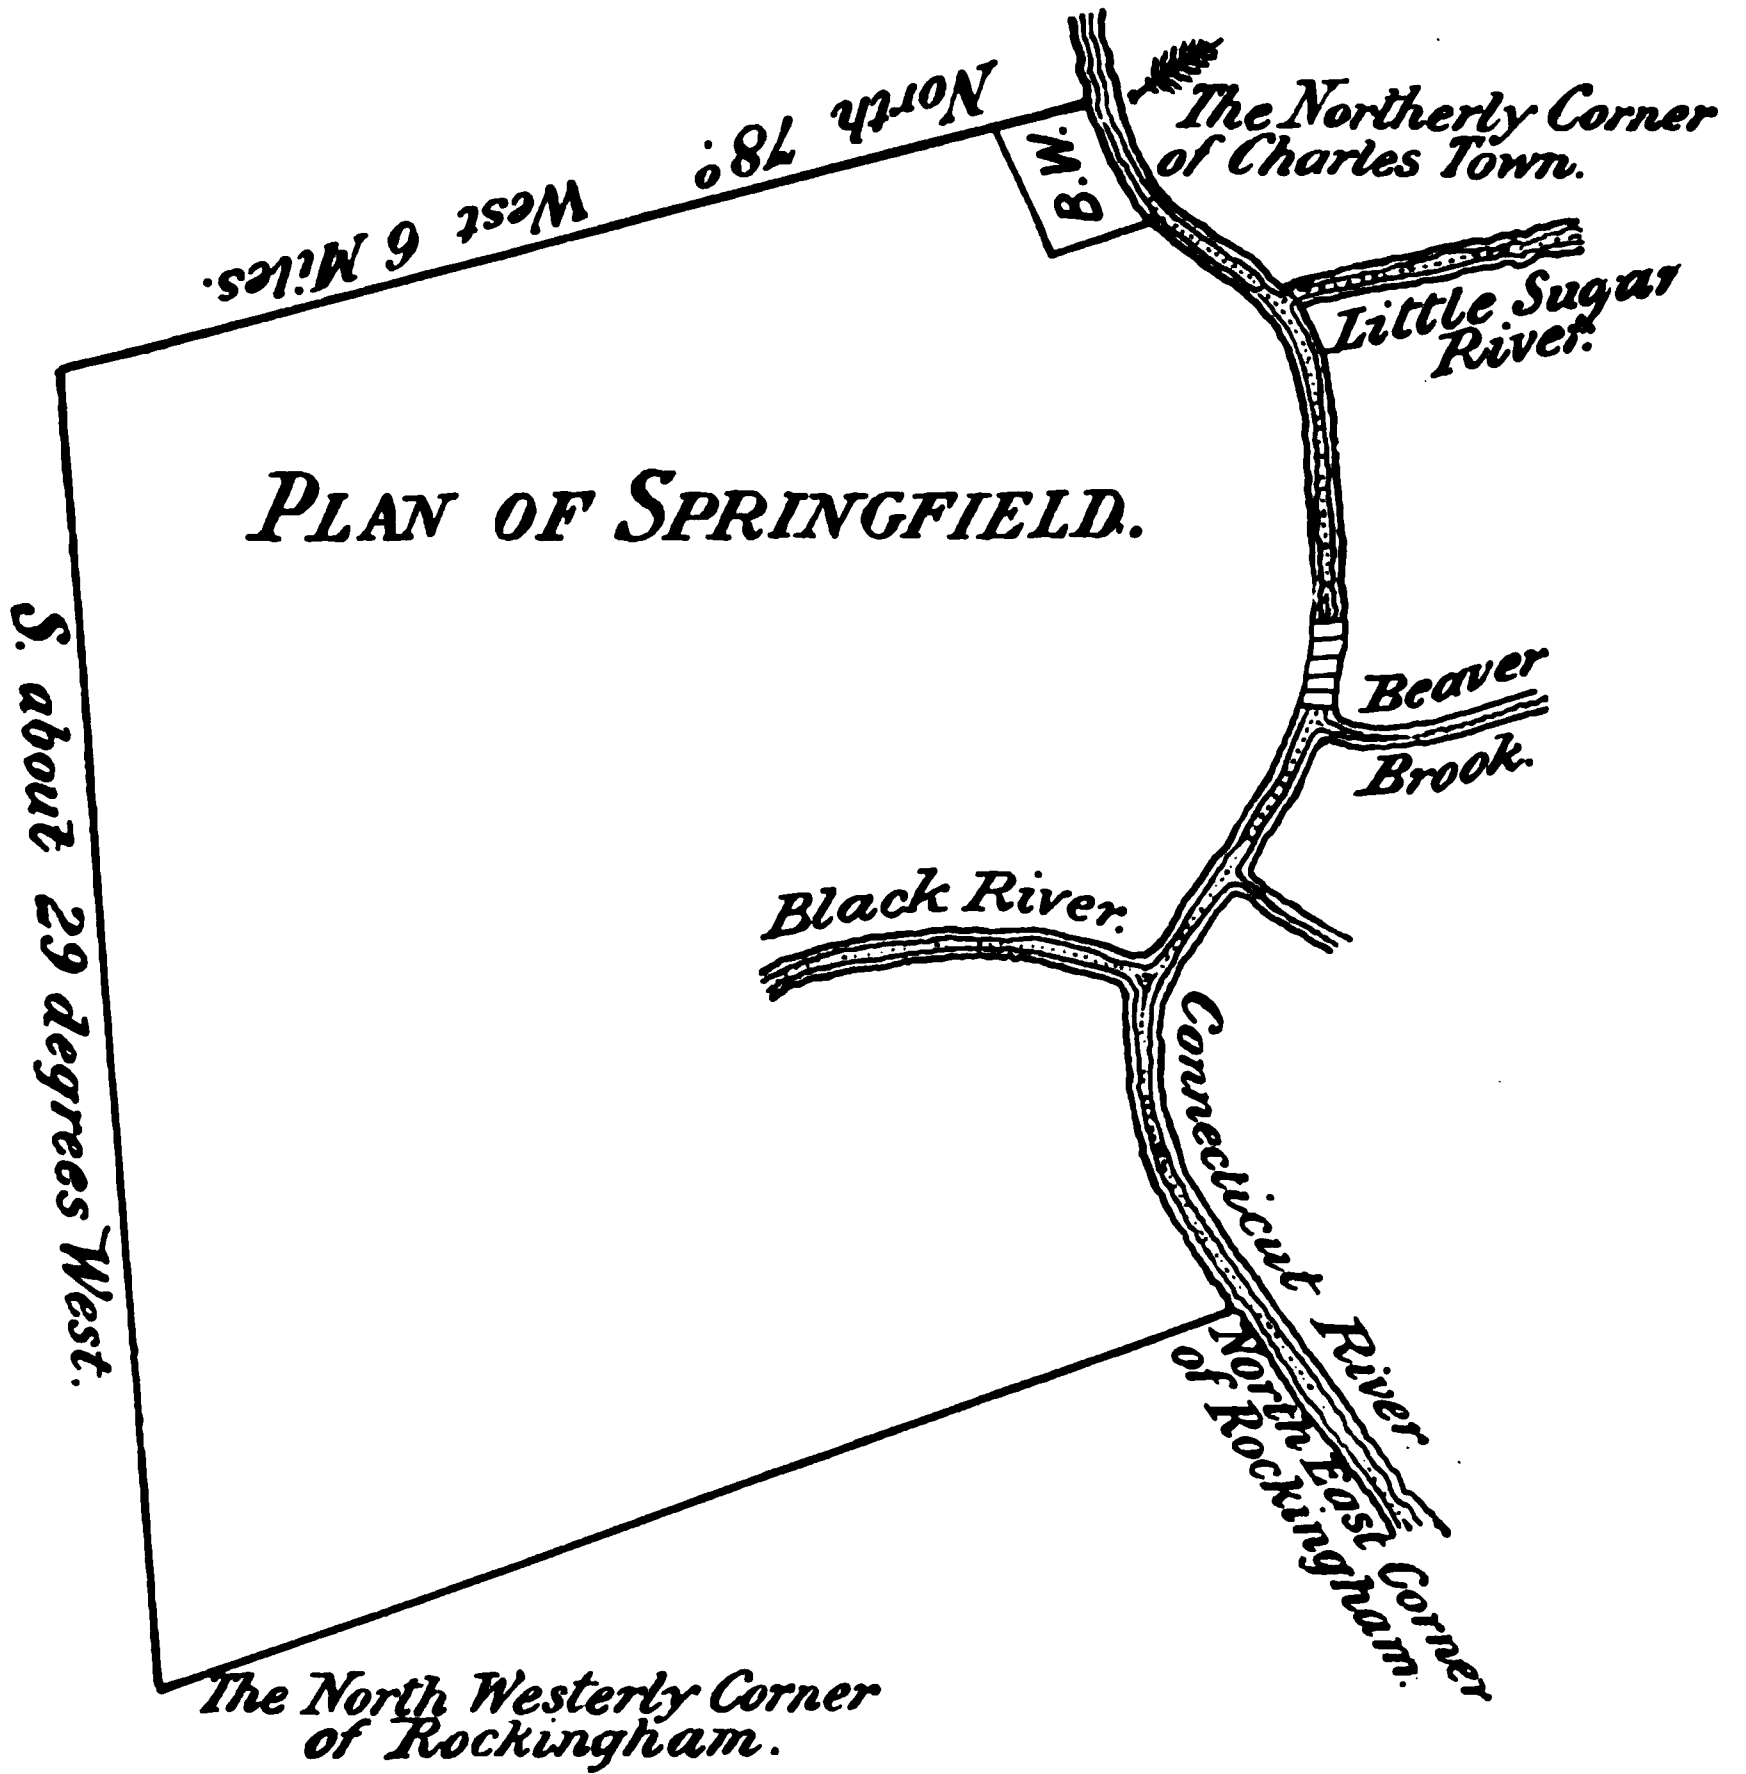 North 78°: West 6 Miles.
The Northerly Corner
of Charles Town.
B.W.
Little Sugar
River.
PLAN OF SPRINGFIELD.
S. about 29 degrees West.
Beaver
Brook.
Black River.
Connecticut River
North East Corner
of Rockingham.
The North Westerly Corner
of Rockingham.